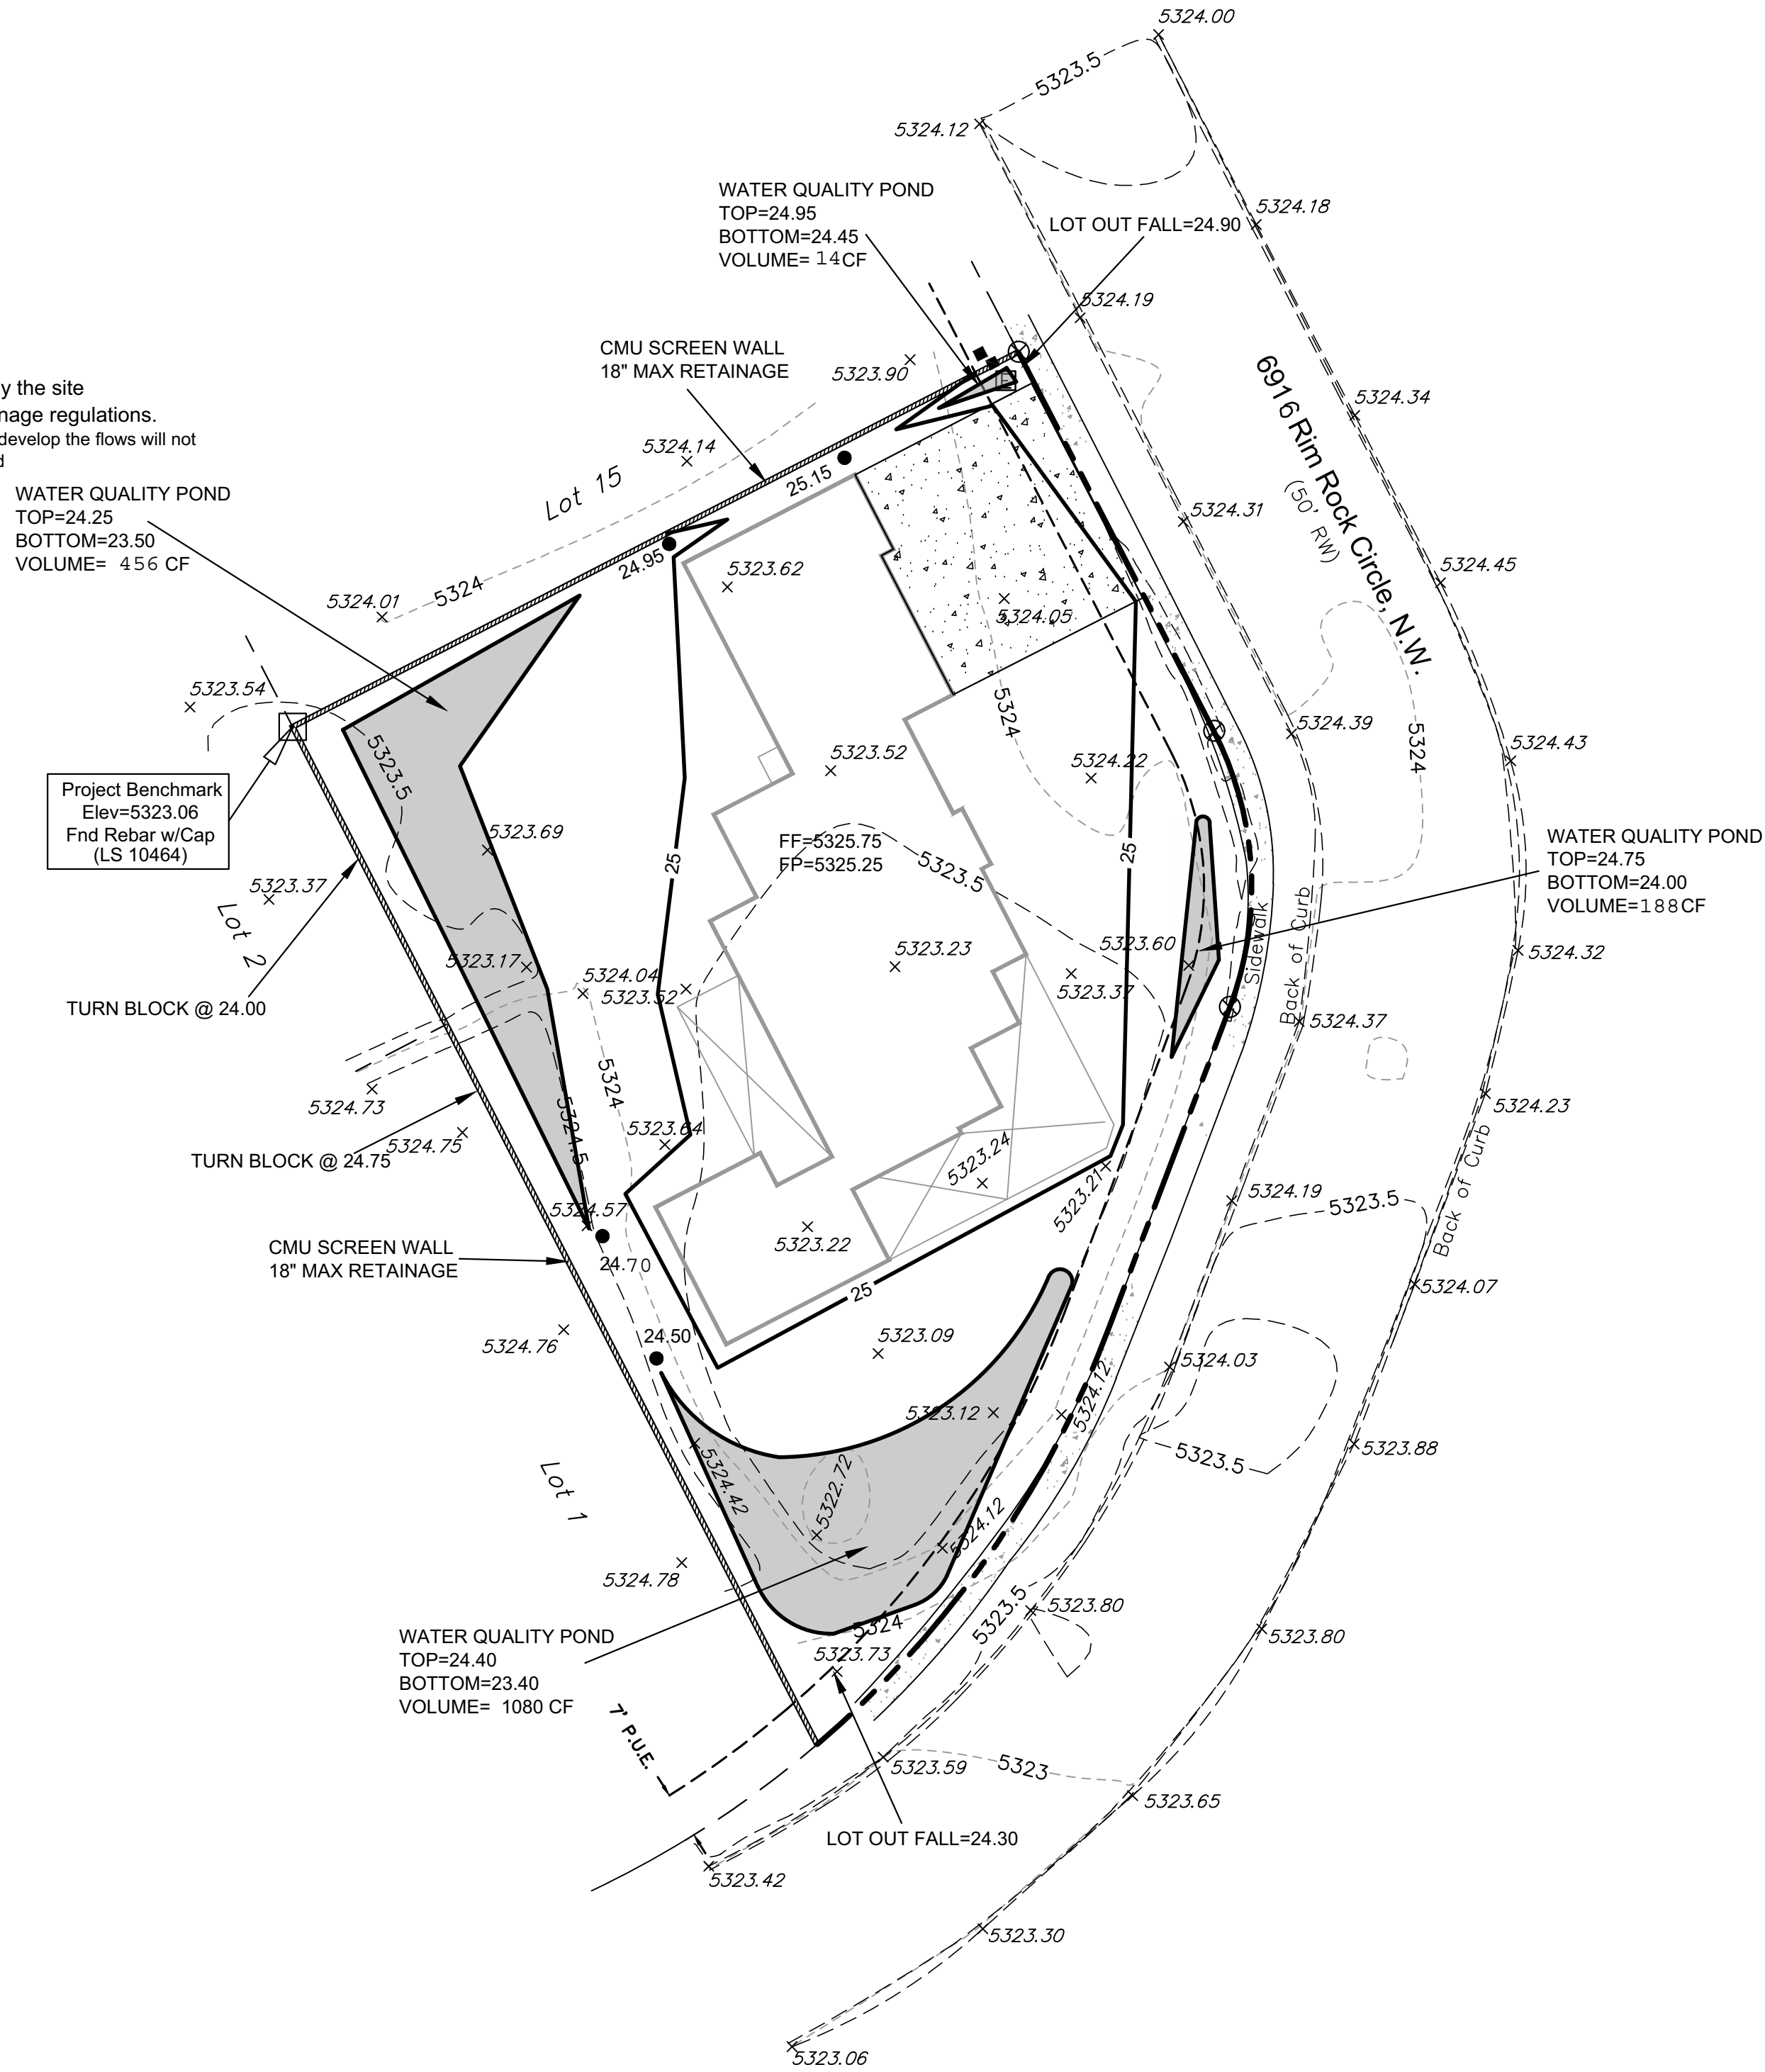 5324.00
5323.5
5324.12
WATER QUALITY POND
TOP=24.95
BOTTOM=24.45
VOLUME= 14CF
LOT OUT FALL=24.90
5324.18
5324.19
CMU SCREEN WALL
18" MAX RETAINAGE
5323.90
y the site
nage regulations.
develop the flows will not
d
5324.34
6916 Rim Rock Circle, N.W.
(50' RW)
5324.14
Lot 15
25.15
WATER QUALITY POND
TOP=24.25
BOTTOM=23.50
VOLUME= 456 CF
5324.31
24.95
5323.62
5324.45
5324
5324.01
5324.05
5323.54
5324
5324.39
5324
5324.43
5323.5
5323.52
5324.22
Project Benchmark
Elev=5323.06
Fnd Rebar w/Cap
(LS 10464)
5323.69
FF=5325.75
FP=5325.25
25
5323.5
25
WATER QUALITY POND
TOP=24.75
BOTTOM=24.00
VOLUME=188CF
5323.37
Lot 2
Sidewalk
Back of Curb
5323.60
5323.23
5324.32
5323.17
5324.04
5323.52
5323.37
TURN BLOCK @ 24.00
5324.37
5324
5324.73
5324.23
5324.5
5323.64
5324.75
TURN BLOCK @ 24.75
5323.24
5323.21
5324.19
5323.5
Back of Curb
5324.57
5323.22
CMU SCREEN WALL
18" MAX RETAINAGE
24.70
25
5324.07
24.50
5324.76
5323.09
5324.03
5324.12
5323.12
5323.88
5323.5
5324.42
5322.72
Lot 1
5324.12
5324.78
5323.5
5323.80
5324
5323.80
WATER QUALITY POND
TOP=24.40
BOTTOM=23.40
VOLUME= 1080 CF
5323.73
7' P.U.E.
5323.59
5323
5323.65
LOT OUT FALL=24.30
5323.42
5323.30
5323.06